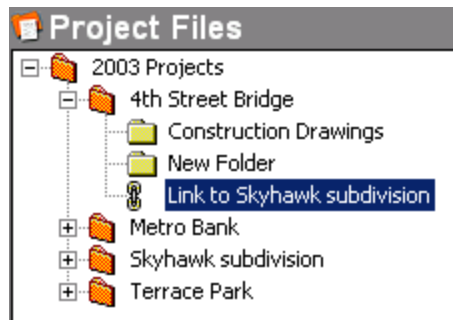 Project Files
2003 Projects
4th Street Bridge
Construction Drawings
New Folder
Link to Skyhawk subdivision
Metro Bank
Skyhawk subdivision
Terrace Park